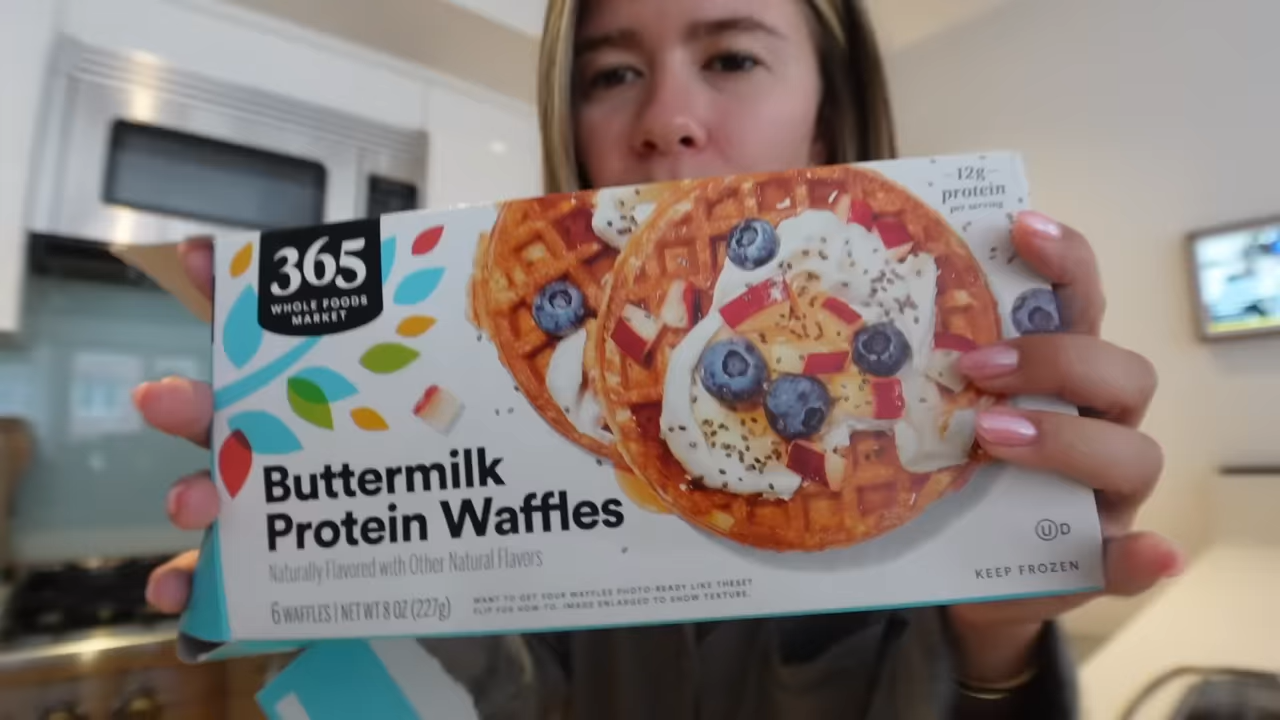 365
WHOLE FOODS
MARKET
12g
protein
per serving
Buttermilk
Protein Waffles
Naturally Flavored with Other Natural Flavors
6 WAFFLES | NET WT 8 OZ (227g)
WANT TO GET YOUR WAFFLES PHOTO-READY LIKE THESE?
FLIP FOR HOW-TO. IMAGE ENLARGED TO SHOW TEXTURE.
U D
KEEP FROZEN